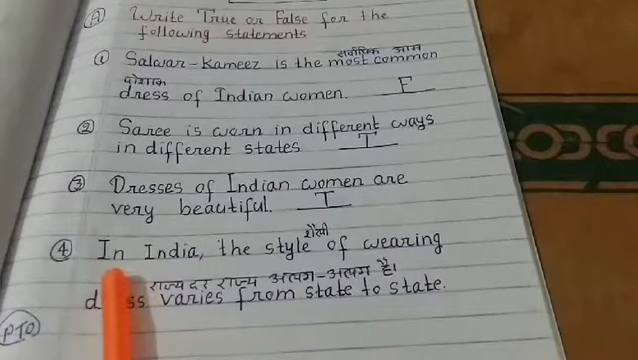 (A) Write True or False for the
following statements
सर्वाधिक आम
① Salwar-Kameez is the most common
पोशाक
dress of Indian women. F
② Saree is worn in different ways
in different states T
③ Dresses of Indian women are
very beautiful. T
शैली
④ In India, the style of wearing
राज्य दर राज्य अलग-अलग है।
d ss varies from state to state.
PTO